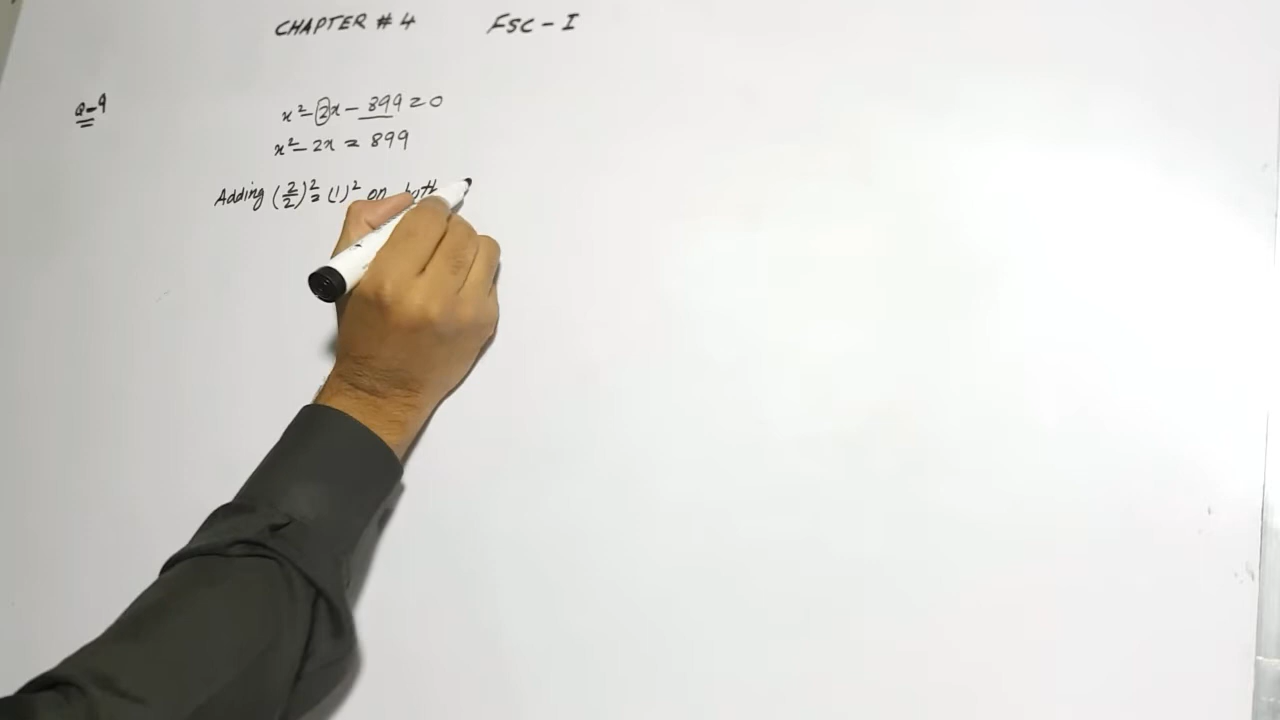 CHAPTER # 4 FSC - I
Q-9
x² - 2x - 899 = 0
x² - 2x = 899
Adding (2/2)² = (1)² on both